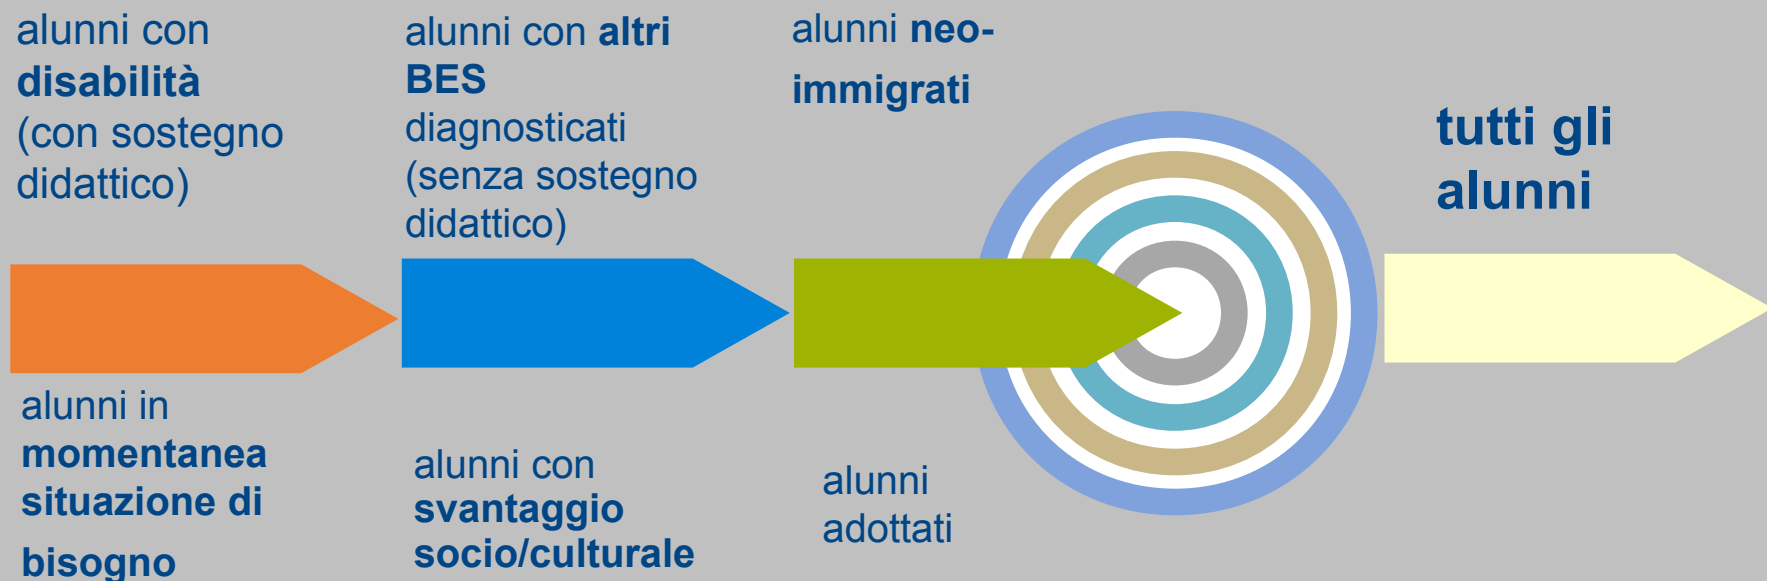 alunni con
disabilità
(con sostegno
didattico)
alunni con altri
BES
diagnosticati
(senza sostegno
didattico)
alunni neo-
immigrati
tutti gli
alunni
alunni in
momentanea
situazione di
bisogno
alunni con
svantaggio
socio/culturale
alunni
adottati